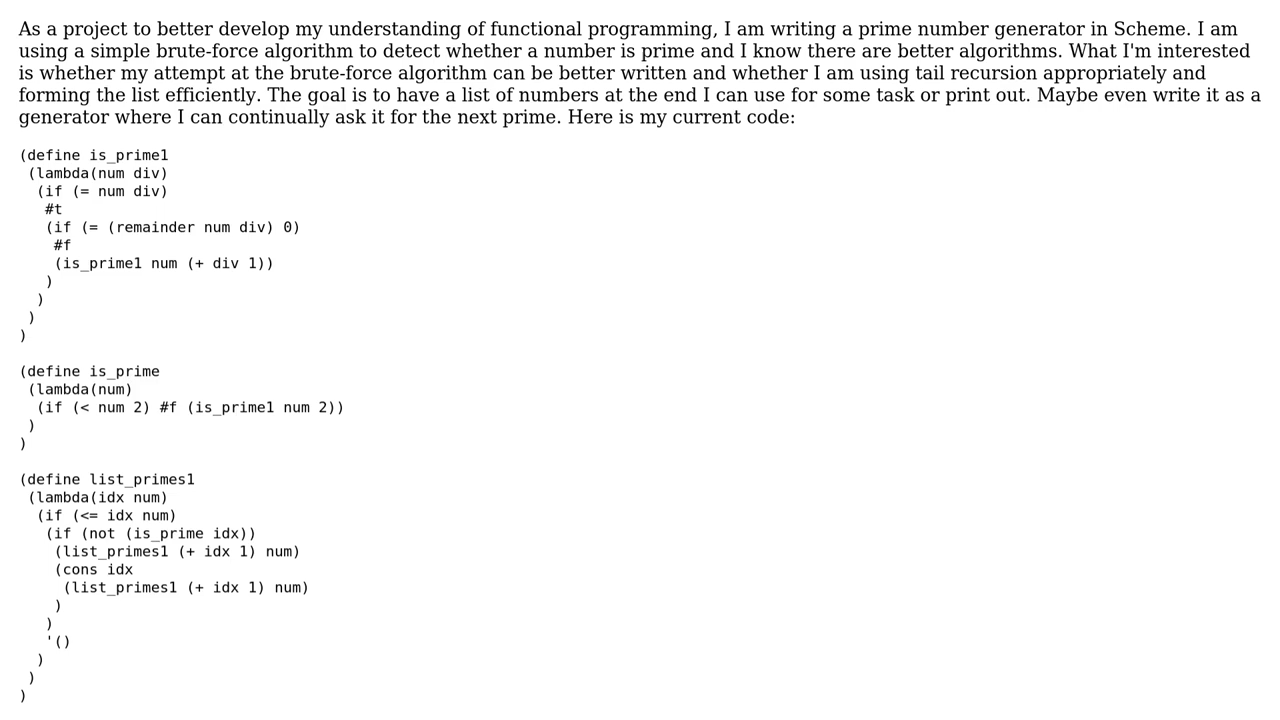 As a project to better develop my understanding of functional programming, I am writing a prime number generator in Scheme. I am
using a simple brute-force algorithm to detect whether a number is prime and I know there are better algorithms. What I'm interested
is whether my attempt at the brute-force algorithm can be better written and whether I am using tail recursion appropriately and
forming the list efficiently. The goal is to have a list of numbers at the end I can use for some task or print out. Maybe even write it as a
generator where I can continually ask it for the next prime. Here is my current code:
(define is_prime1
 (lambda(num div)
  (if (= num div)
   #t
   (if (= (remainder num div) 0)
    #f
    (is_prime1 num (+ div 1))
   )
  )
 )
)
(define is_prime
 (lambda(num)
  (if (< num 2) #f (is_prime1 num 2))
 )
)
(define list_primes1
 (lambda(idx num)
  (if (<= idx num)
   (if (not (is_prime idx))
    (list_primes1 (+ idx 1) num)
    (cons idx
     (list_primes1 (+ idx 1) num)
    )
   )
   '()
  )
 )
)